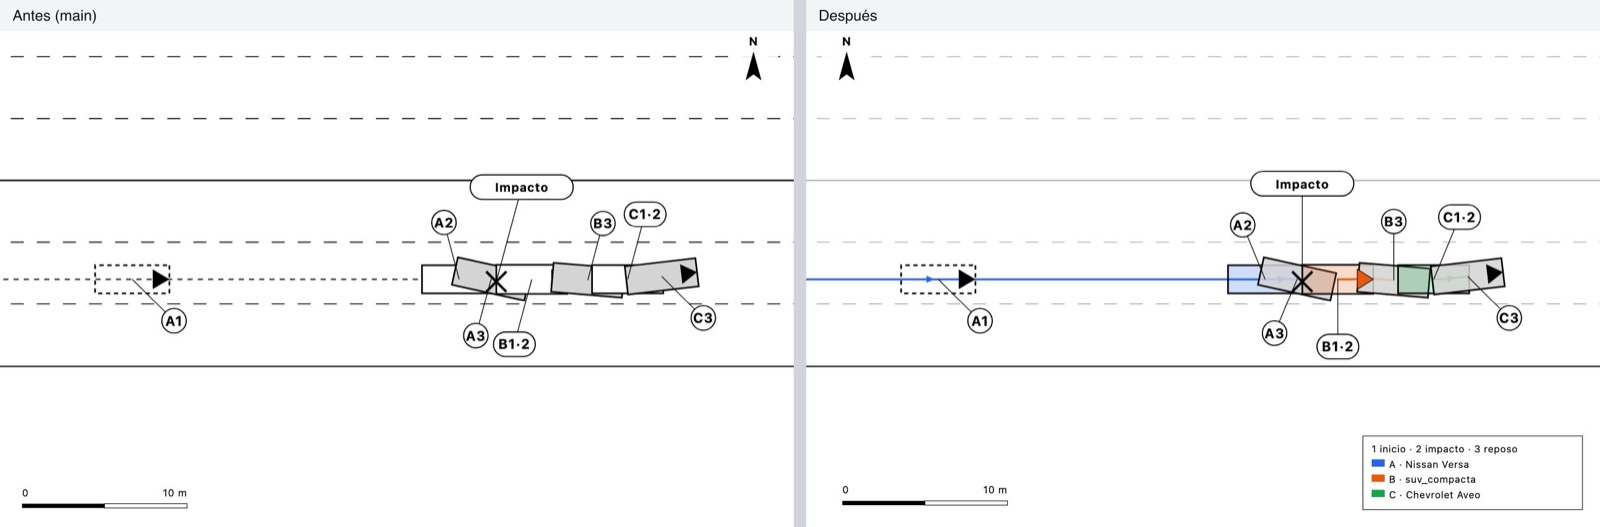 Antes (main)
N
Impacto
A2
B3
C1·2
A1
A3
B1·2
C3
0
10 m
Después
N
Impacto
A2
B3
C1·2
A1
A3
B1·2
C3
0
10 m
1 inicio · 2 impacto · 3 reposo
A · Nissan Versa
B · suv_compacta
C · Chevrolet Aveo